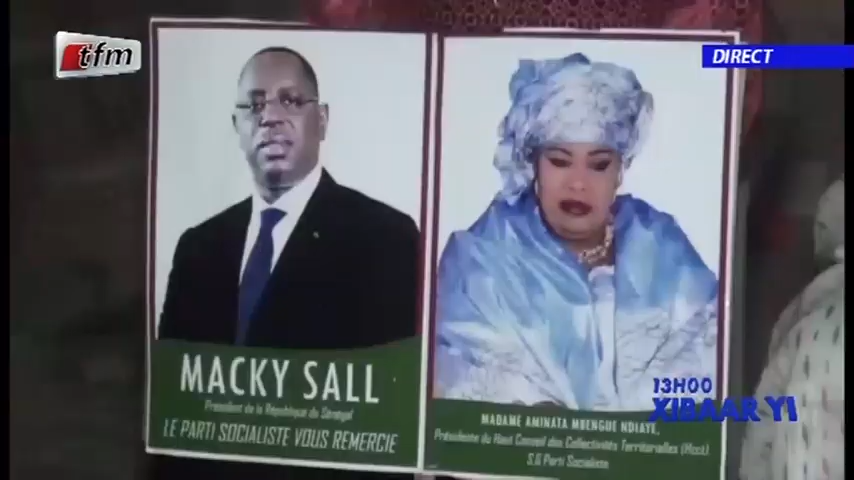 tfm
DIRECT
MACKY SALL
Président de la République du Sénégal
LE PARTI SOCIALISTE VOUS REMERCIE
MADAME AMINATA MBENGUE NDIAYE,
Présidente du Haut Conseil des Collectivités Territoriales (Hcct)
S.G Parti Socialiste
13H00
XIBAAR YI